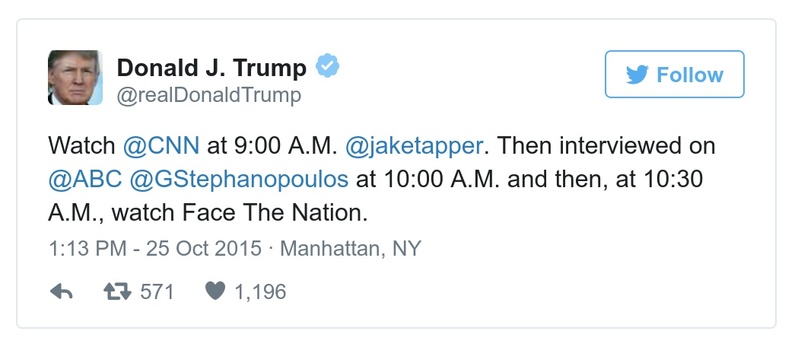 Donald J. Trump
@realDonaldTrump
Follow
Watch @CNN at 9:00 A.M. @jaketapper. Then interviewed on
@ABC @GStephanopoulos at 10:00 A.M. and then, at 10:30
A.M., watch Face The Nation.
1:13 PM - 25 Oct 2015 · Manhattan, NY
571 1,196